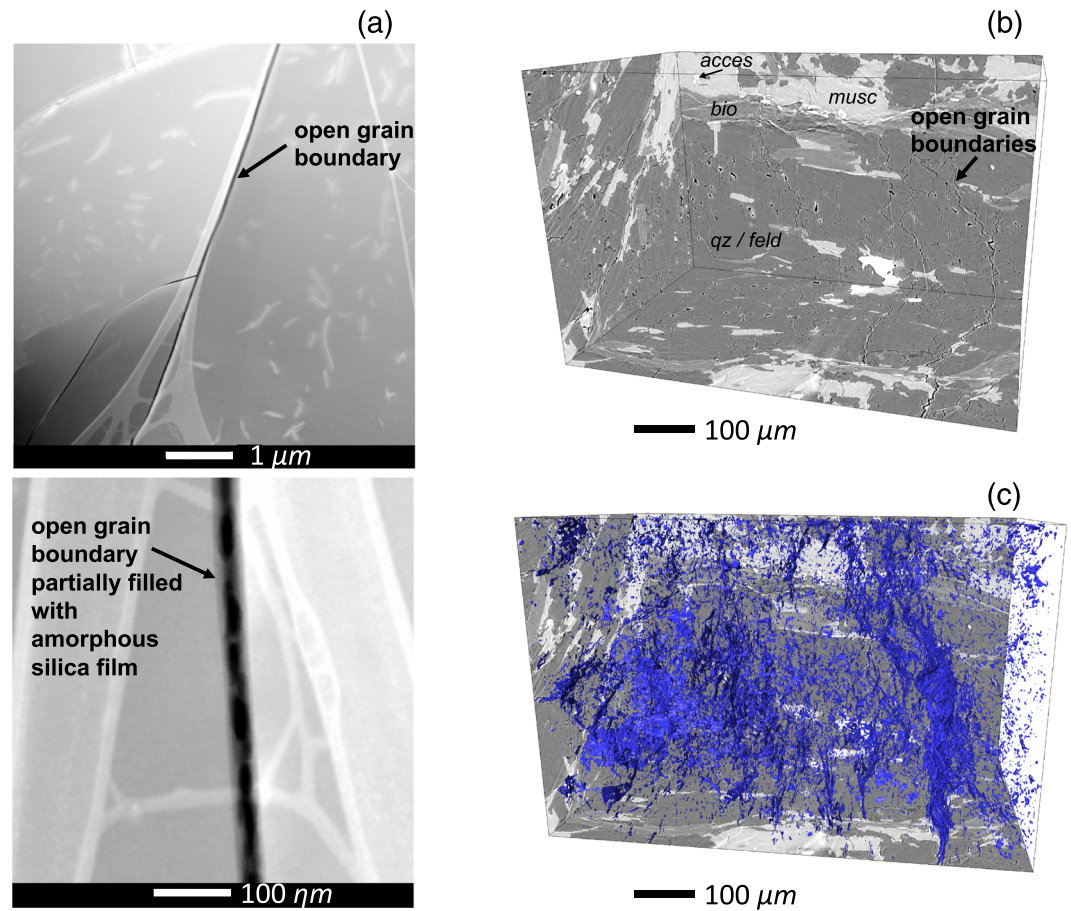 (a)
open grain
boundary
1 μm
open grain
boundary
partially filled
with
amorphous
silica film
100 ηm
(b)
acces
bio
musc
open grain
boundaries
qz / feld
100 μm
(c)
100 μm